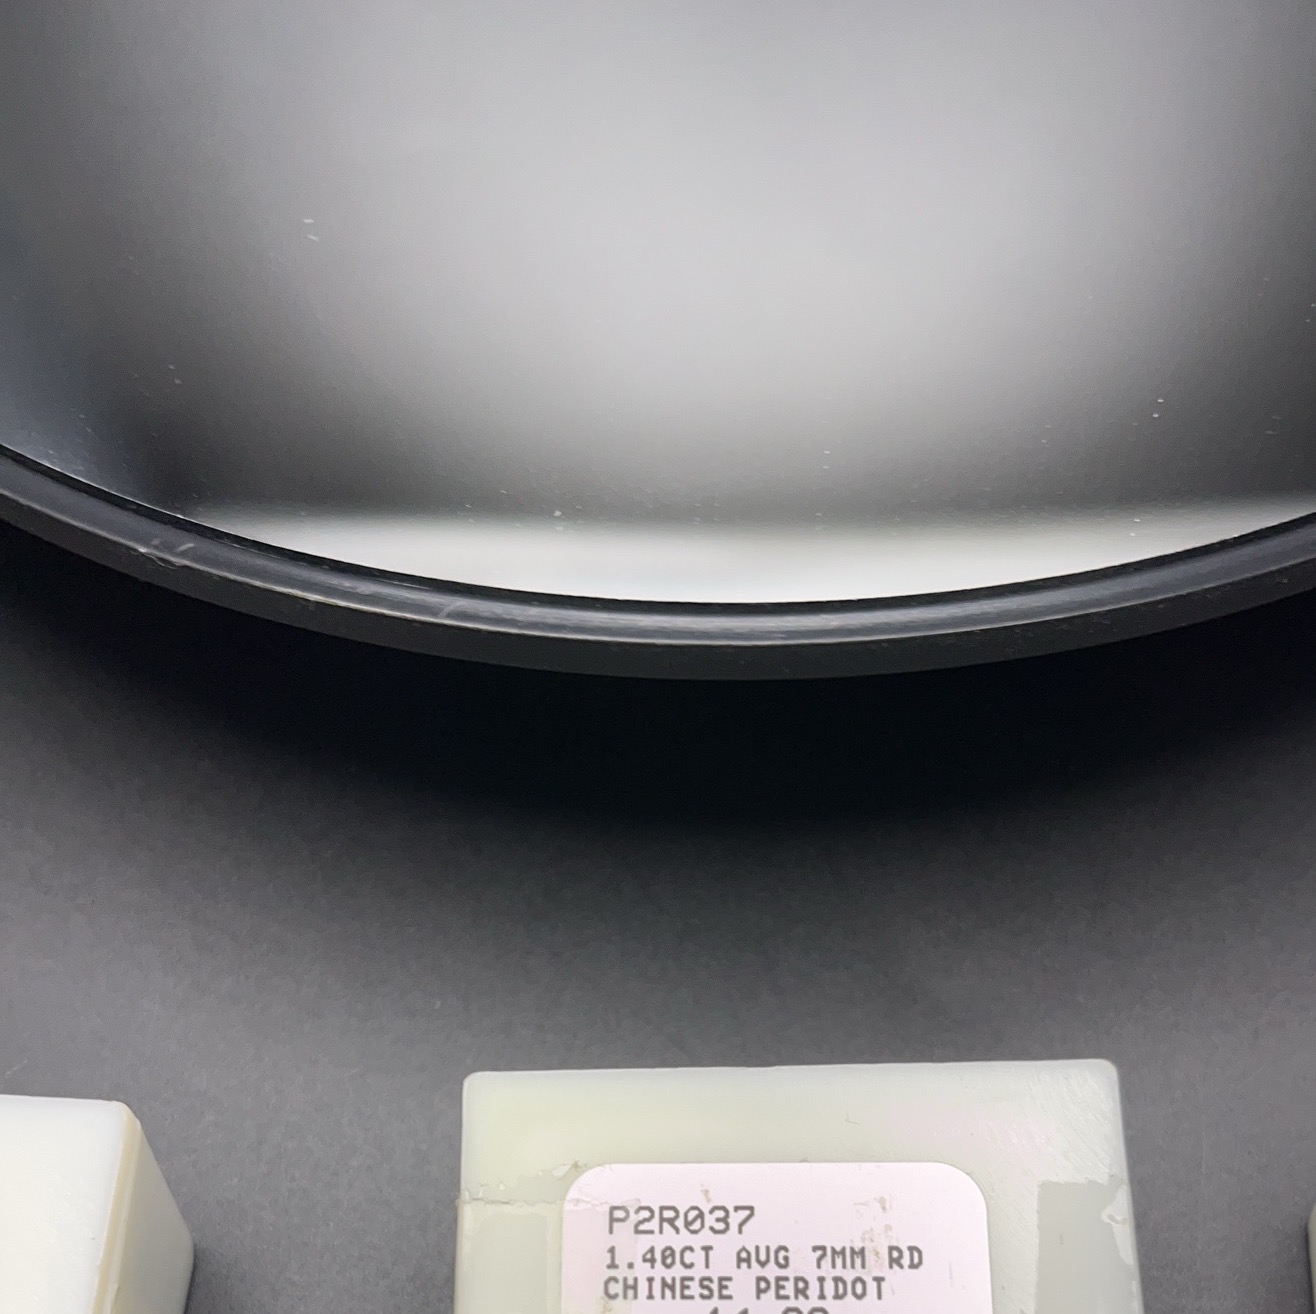 P2R037
1.40CT AVG 7MM RD
CHINESE PERIDOT